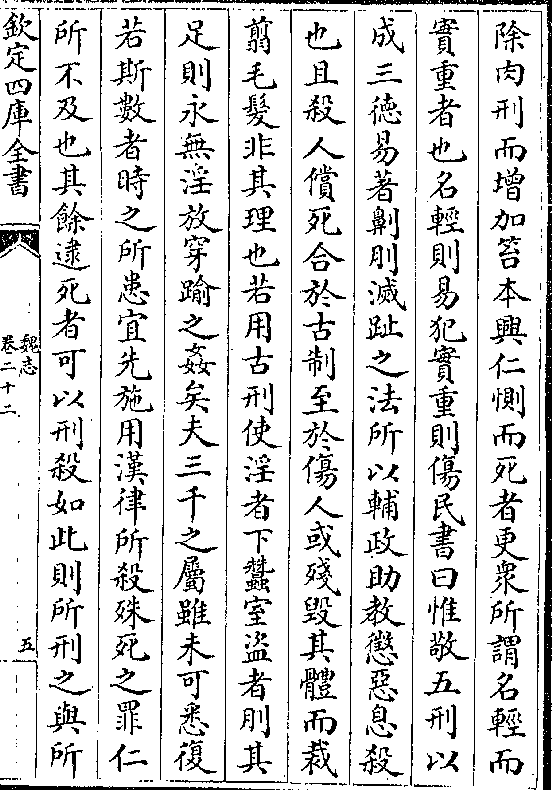 除肉刑而增加笞本興仁惻而死者更衆所謂名輕而
實重者也名輕則易犯實重則傷民書曰惟敬五刑以
成三德易著劓刖滅趾之法所以輔政助教懲惡息殺
也且殺人償死合於古制至於傷人或殘毁其體而裁
翦毛髮非其理也若用古刑使淫者下蠶室盜者刖其
足則永無淫放穿踰之姦矣夫三千之屬雖未可悉復
若斯數者時之所患宜先施用漢律所殺殊死之罪仁
所不及也其餘逮死者可以刑殺如此則所刑之與所
欽定四庫全書
魏志
卷二十二
五